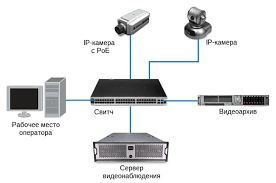 IP-камера
с PoE
IP-камера
Рабочее место
оператора
Свитч
Видеоархив
Сервер
видеонаблюдения